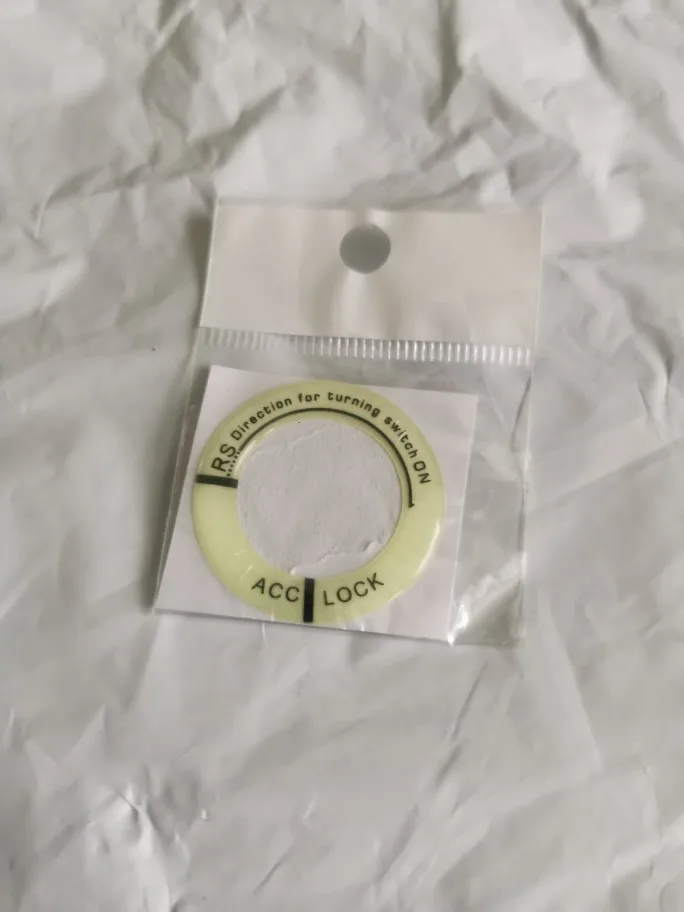 RS Direction for turning switch ON
ACC LOCK